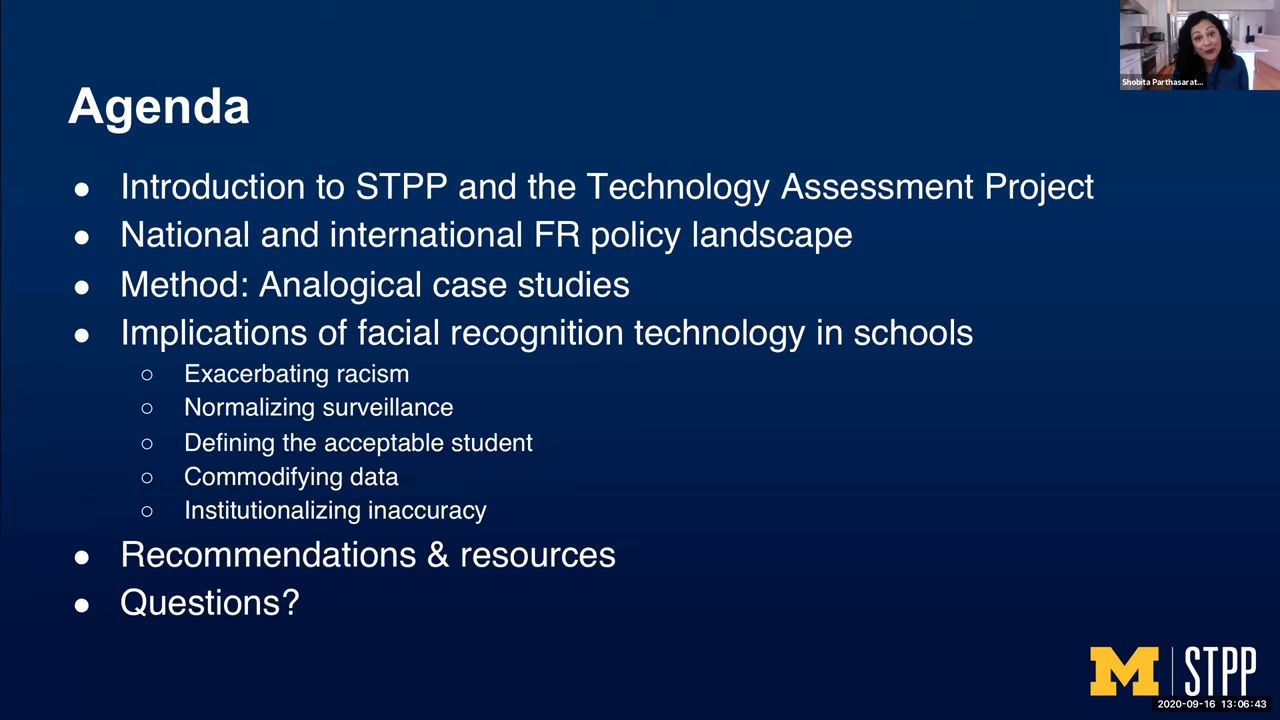 Shobita Parthasarat...
Agenda
● Introduction to STPP and the Technology Assessment Project
● National and international FR policy landscape
● Method: Analogical case studies
● Implications of facial recognition technology in schools
○ Exacerbating racism
○ Normalizing surveillance
○ Defining the acceptable student
○ Commodifying data
○ Institutionalizing inaccuracy
● Recommendations & resources
● Questions?
M | STPP
2020-09-16 13:06:43